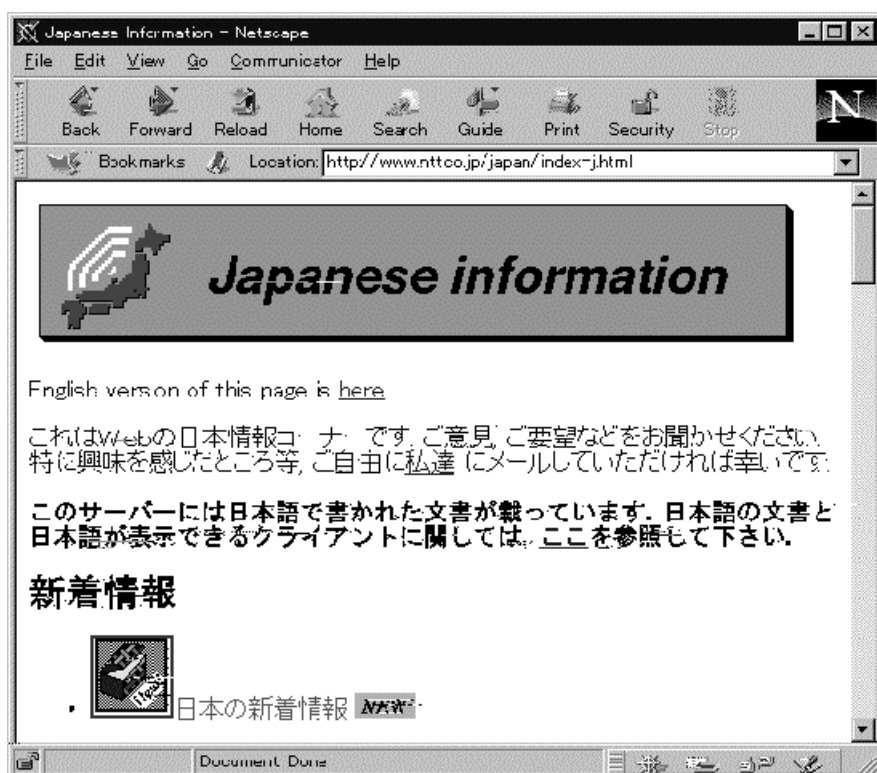 Japanese Information - Netscape
File Edit View Go Communicator Help
Back Forward Reload Home Search Guide Print Security Stop
N
Bookmarks Location: http://www.ntt.co.jp/japan/index-j.html
Japanese information
English version of this page is here
これはWebの日本情報コーナーです. ご意見, ご要望などをお聞かせください.
特に興味を感じたところ等, ご自由に私達 にメールしていただければ幸いです.
このサーバーには日本語で書かれた文書が載っています. 日本語の文書と
日本語が表示できるクライアントに関しては, ここを参照して下さい.
新着情報
日本の新着情報 NEW
Document: Done